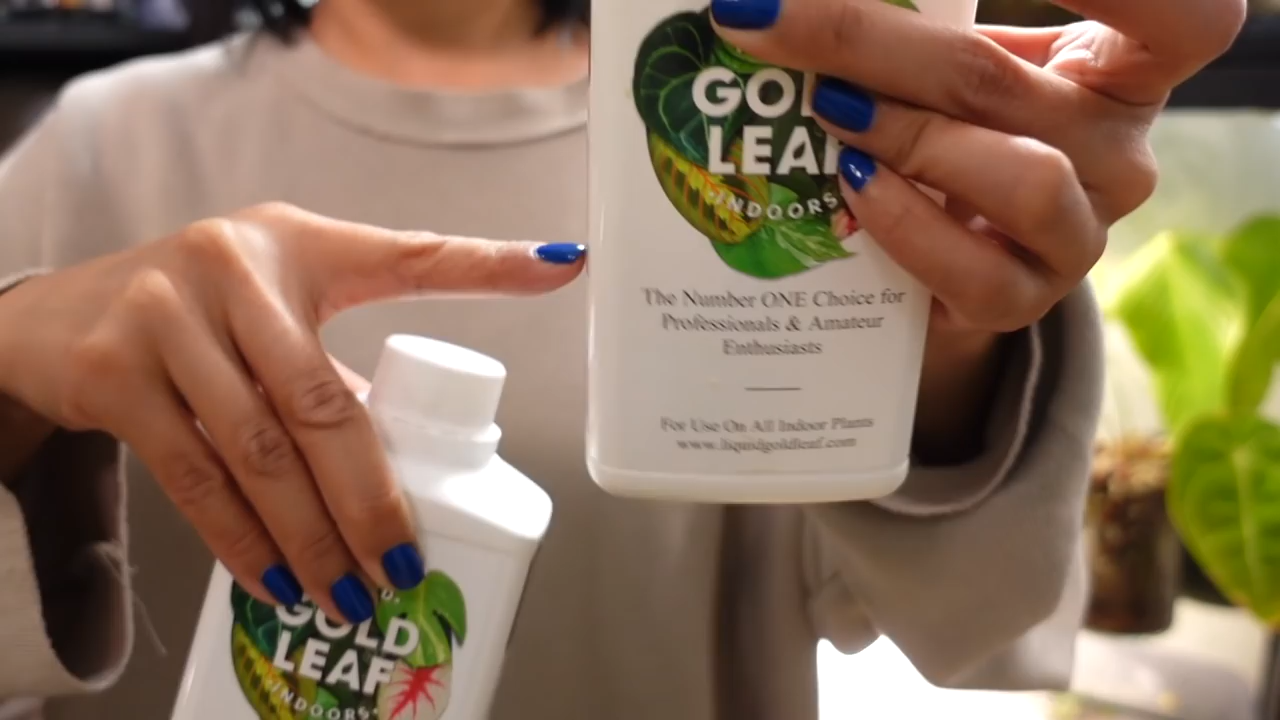 GOL
LEAF
INDOORS
The Number ONE Choice for
Professionals & Amateur
Enthusiasts
For Use On All Indoor Plants
www.liquidgoldleaf.com
GOLD
LEAF
INDOORS